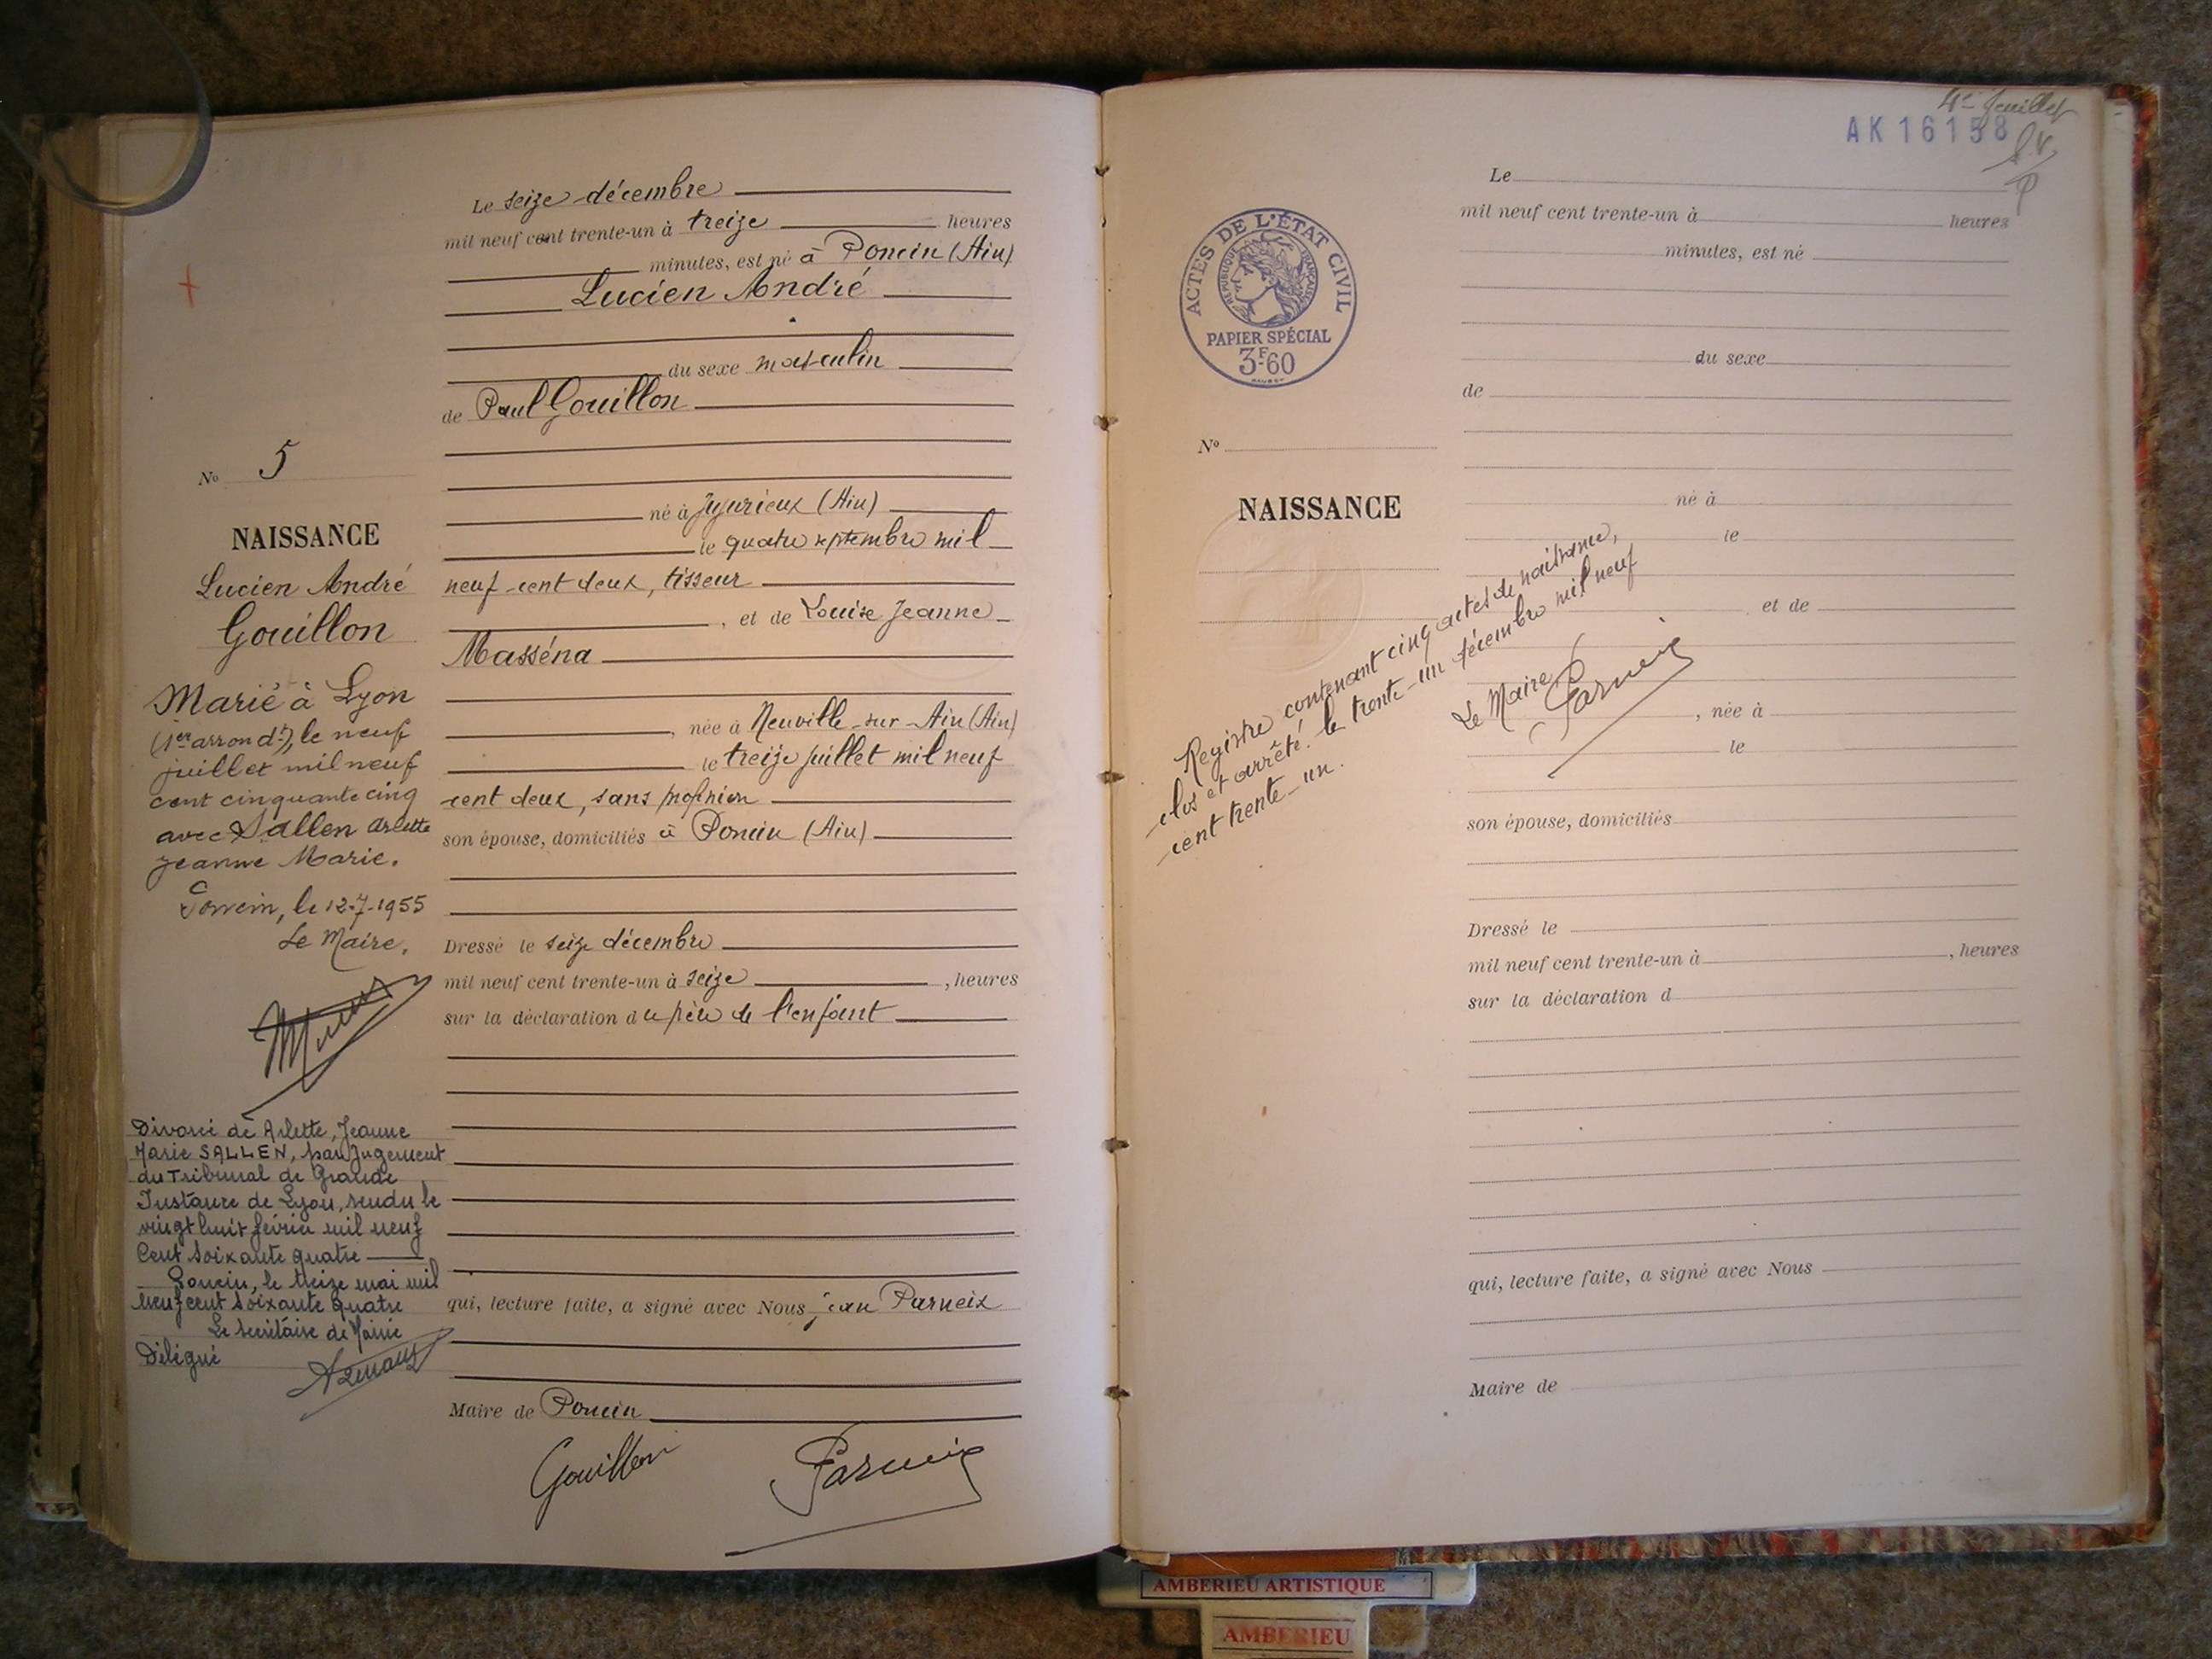 Le seize décembre
mil neuf cent trente-un à treize heures
minutes, est né à Poncin (Ain)
Lucien André
du sexe masculin
de Paul Gouillon
né à Jujurieux (Ain)
le quatre septembre mil
neuf cent deux, tisseur
, et de Louise Jeanne
Masséna
, née à Neuville-sur-Ain (Ain)
le treize juillet mil neuf
cent deux, sans profession
son épouse, domiciliés à Poncin (Ain)
Dressé le seize décembre
mil neuf cent trente-un à seize , heures
sur la déclaration du père de l'enfant
qui, lecture faite, a signé avec Nous Jean Parneix
Maire de Poncin
Gouillon Parneix
No 5
NAISSANCE
Lucien André
Gouillon
Marié à Lyon
(1er arrondt), le neuf
juillet mil neuf
cent cinquante cinq
avec Sallen Arlette
Jeanne Marie.
Poncin, le 12-7-1955
Le Maire,
Divorcé de Arlette, Jeanne
Marie SALLEN, par Jugement
du Tribunal de Grande
Instance de Lyon, rendu le
vingt huit février mil neuf
Cent soixante quatre
Poncin, le treize mai mil
neuf cent soixante quatre
Le secrétaire de Mairie
Délégué
4e feuillet
AK 16158
ACTES DE L'ÉTAT CIVIL
RÉPUBLIQUE FRANÇAISE
PAPIER SPÉCIAL
3F60
No
NAISSANCE
Le
mil neuf cent trente-un à heures
minutes, est né
du sexe
de
né à
le
et de
, née à
le
son épouse, domiciliés
Dressé le
mil neuf cent trente-un à , heures
sur la déclaration d
qui, lecture faite, a signé avec Nous
Maire de
Registre contenant cinq actes de naissance,
clos et arrêté le trente-un décembre mil neuf
cent trente-un.
Le Maire
Parneix
AMBERIEU ARTISTIQUE
AMBERIEU